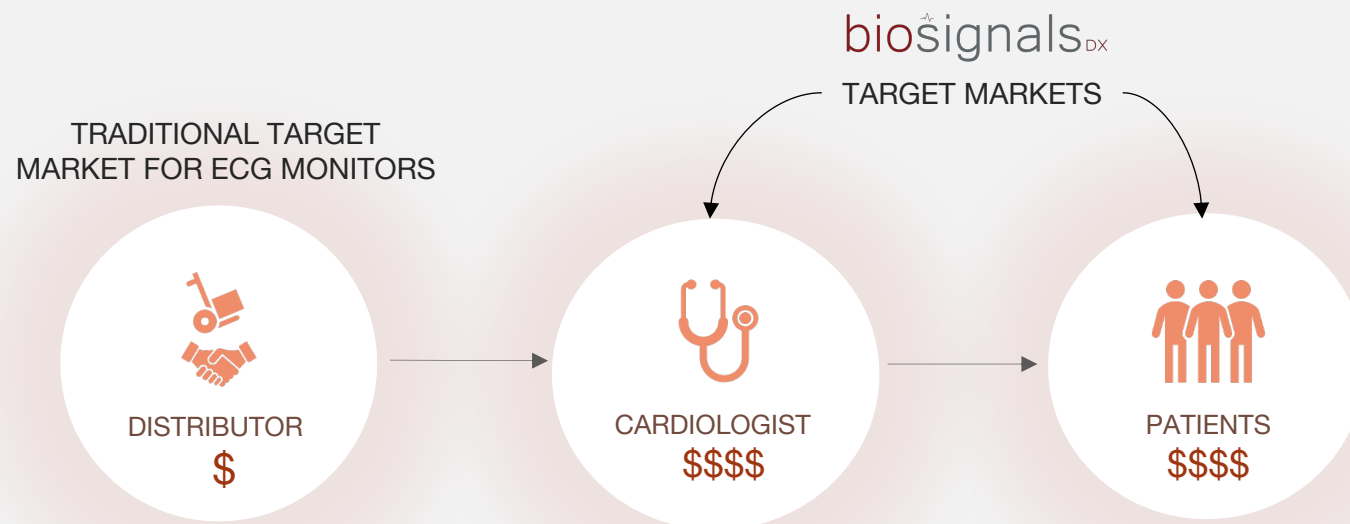 biosignals DX
TARGET MARKETS
TRADITIONAL TARGET
MARKET FOR ECG MONITORS
DISTRIBUTOR
$
CARDIOLOGIST
$$$$
PATIENTS
$$$$